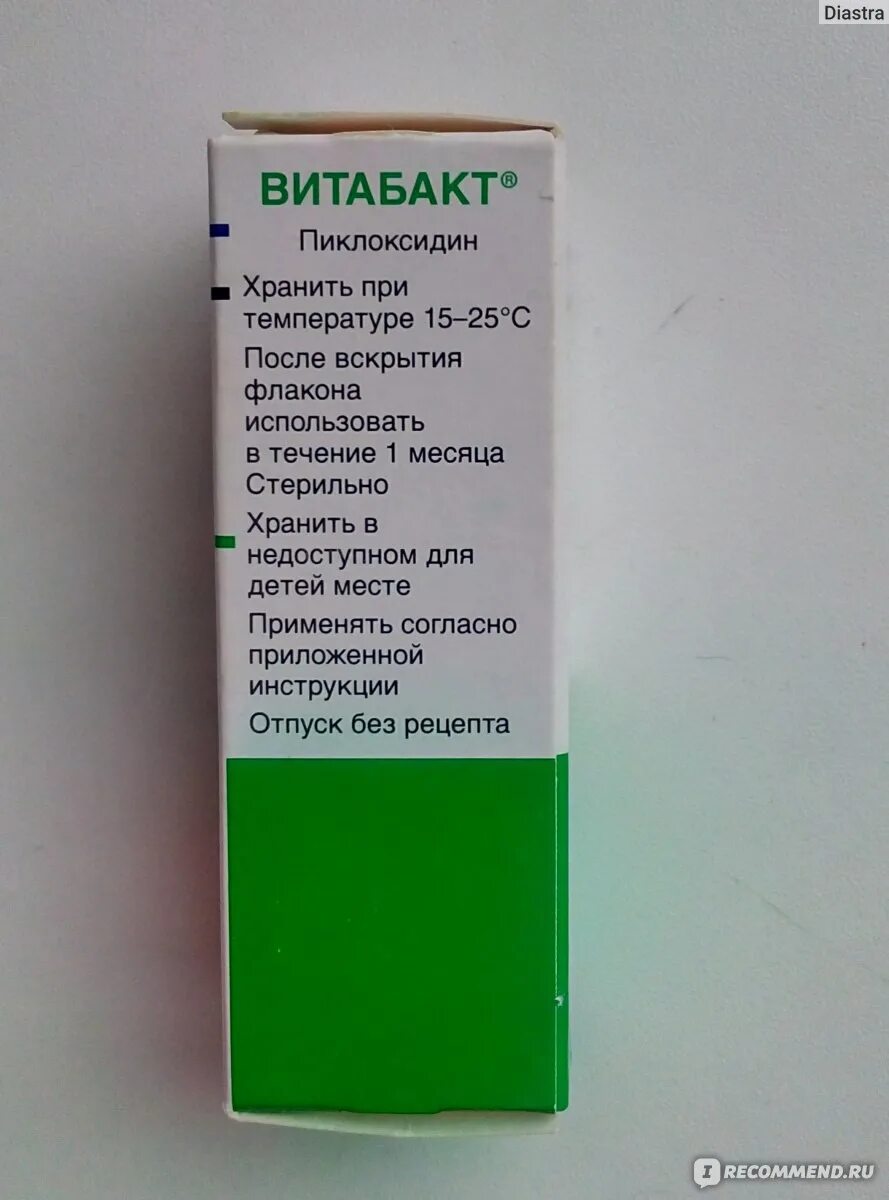 Diastra
ВИТАБАКТ®
Пиклоксидин
Хранить при
температуре 15–25°С
После вскрытия
флакона
использовать
в течение 1 месяца
Стерильно
Хранить в
недоступном для
детей месте
Применять согласно
приложенной
инструкции
Отпуск без рецепта
IRECOMMEND.RU